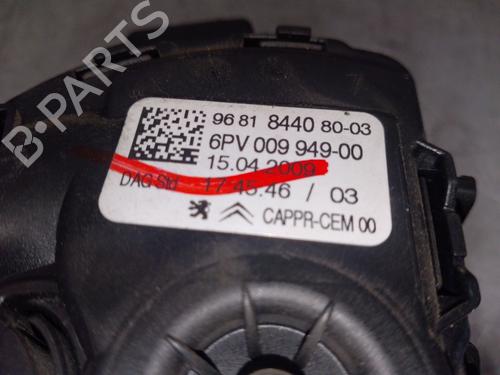 B-PARTS
96 81 8440 80-03
6PV 009 949-00
15.04 2009
DAG Std 17 45.46 / 03
CAPPR-CEM 00